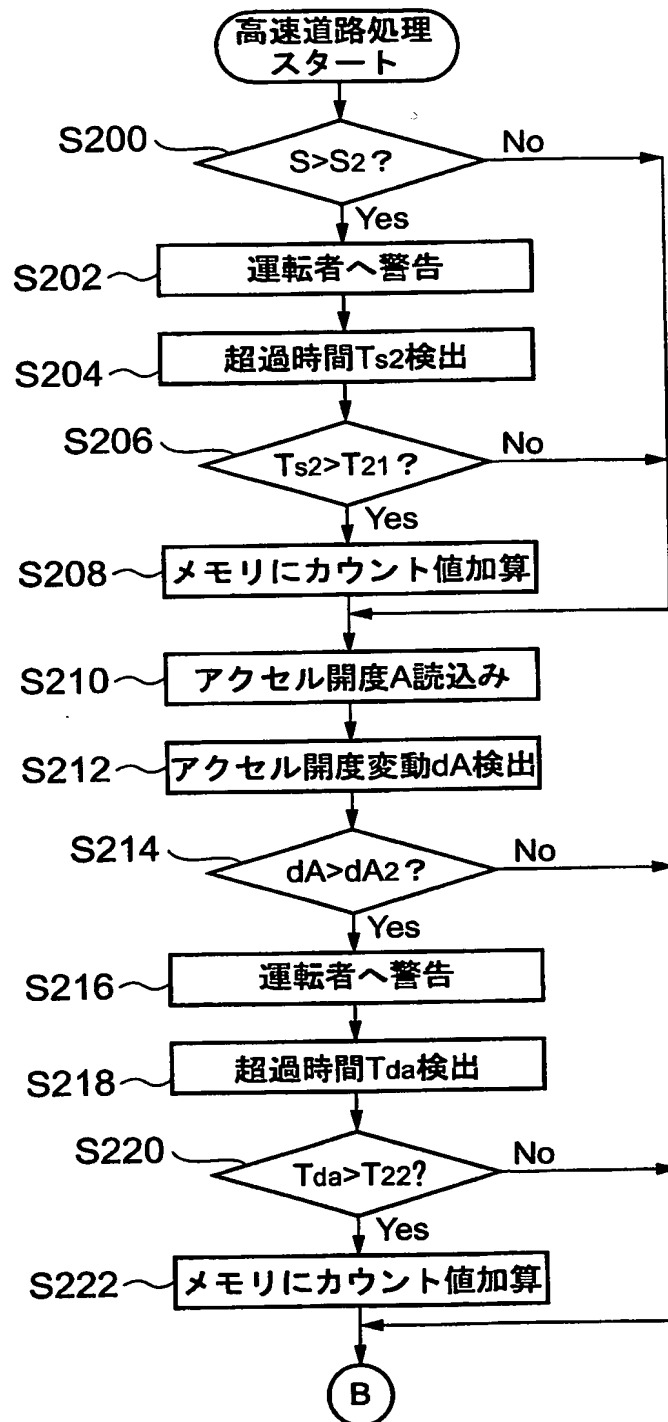 高速道路処理
スタート
S200
S>S2?
No
Yes
S202
運転者へ警告
S204
超過時間Ts2検出
S206
Ts2>T21?
No
Yes
S208
メモリにカウント値加算
S210
アクセル開度A読込み
S212
アクセル開度変動dA検出
S214
dA>dA2?
No
Yes
S216
運転者へ警告
S218
超過時間Tda検出
S220
Tda>T22?
No
Yes
S222
メモリにカウント値加算
B